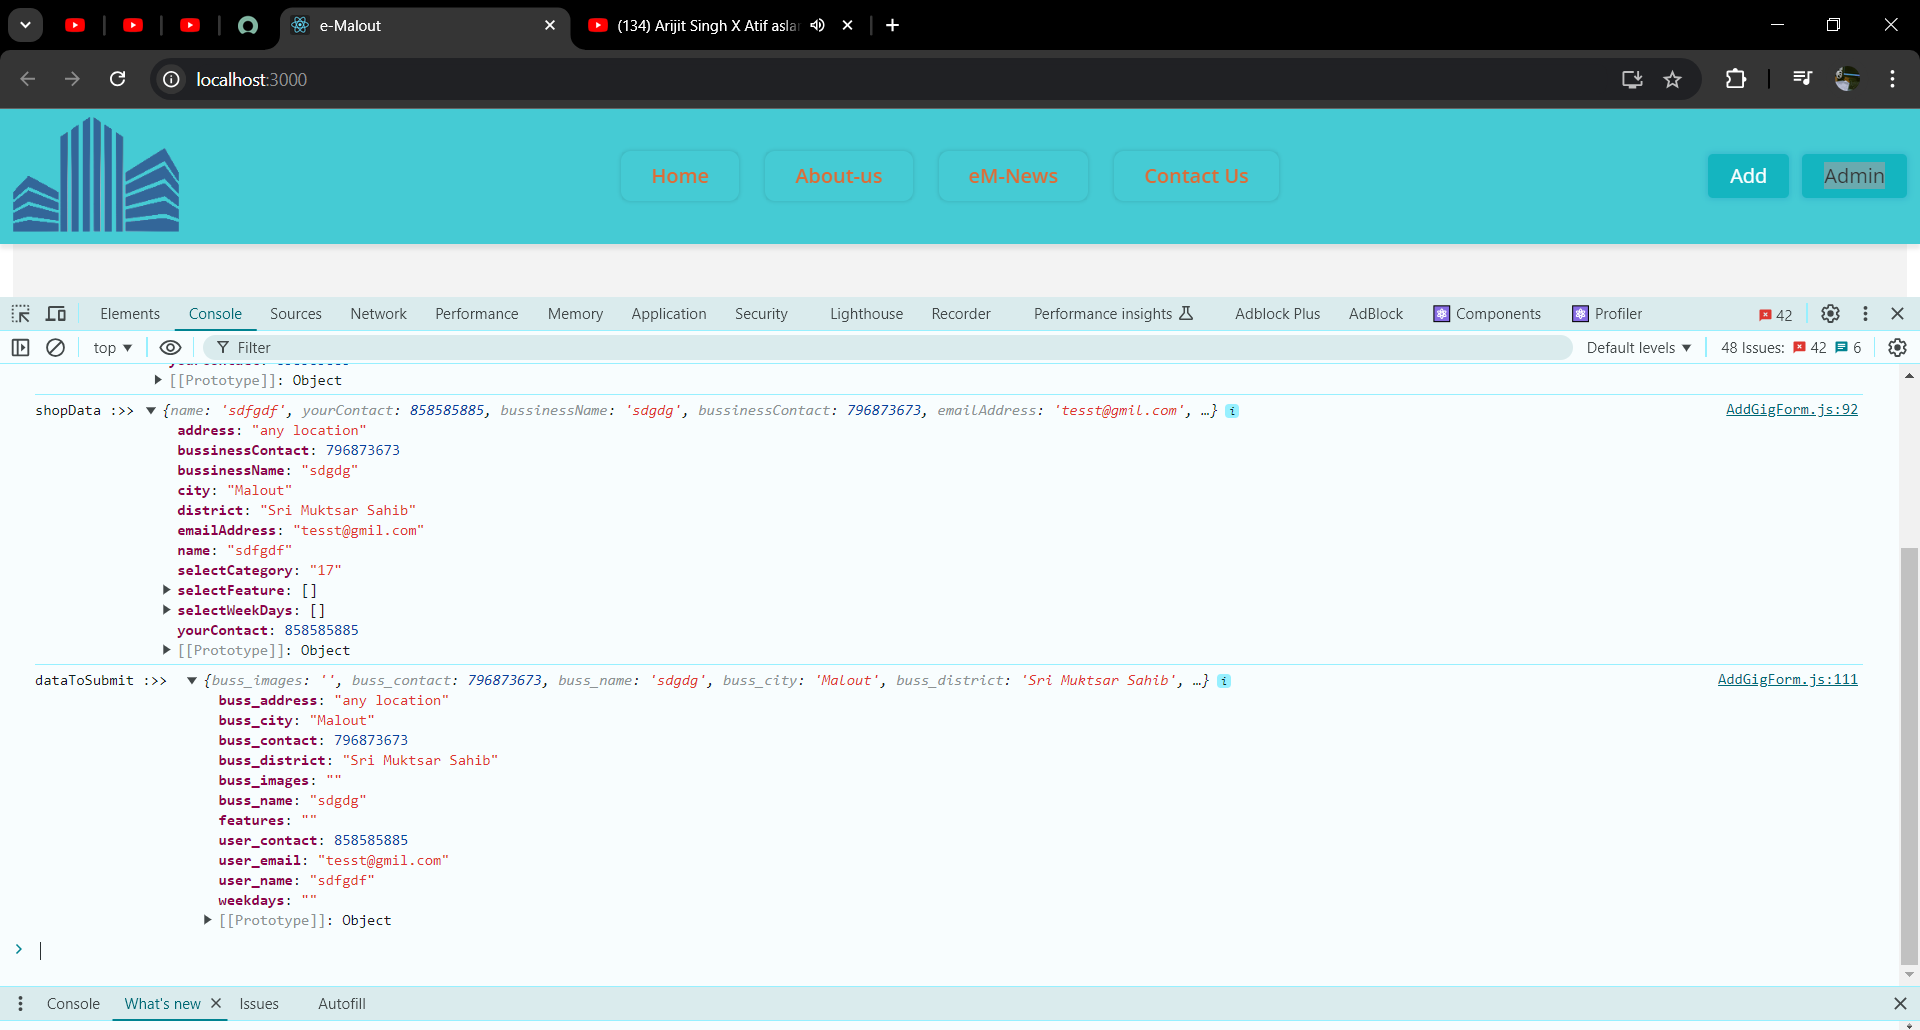 e-Malout
(134) Arijit Singh X Atif asla
localhost:3000
Home
About-us
eM-News
Contact Us
Add
Admin
Elements
Console
Sources
Network
Performance
Memory
Application
Security
Lighthouse
Recorder
Performance insights
Adblock Plus
AdBlock
Components
Profiler
42
top
Filter
Default levels
48 Issues: 42 6
[[Prototype]]: Object
shopData :>> {name: 'sdfgdf', yourContact: 858585885, bussinessName: 'sdgdg', bussinessContact: 796873673, emailAddress: 'tesst@gmil.com', …} i
AddGigForm.js:92
address: "any location"
bussinessContact: 796873673
bussinessName: "sdgdg"
city: "Malout"
district: "Sri Muktsar Sahib"
emailAddress: "tesst@gmil.com"
name: "sdfgdf"
selectCategory: "17"
selectFeature: []
selectWeekDays: []
yourContact: 858585885
[[Prototype]]: Object
dataToSubmit :>> {buss_images: '', buss_contact: 796873673, buss_name: 'sdgdg', buss_city: 'Malout', buss_district: 'Sri Muktsar Sahib', …} i
AddGigForm.js:111
buss_address: "any location"
buss_city: "Malout"
buss_contact: 796873673
buss_district: "Sri Muktsar Sahib"
buss_images: ""
buss_name: "sdgdg"
features: ""
user_contact: 858585885
user_email: "tesst@gmil.com"
user_name: "sdfgdf"
weekdays: ""
[[Prototype]]: Object
Console
What's new
Issues
Autofill